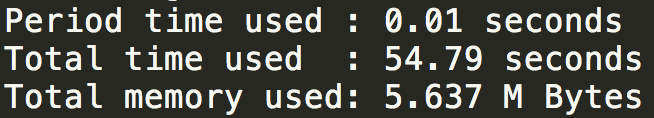 Period time used : 0.01 seconds
Total time used  : 54.79 seconds
Total memory used: 5.637 M Bytes